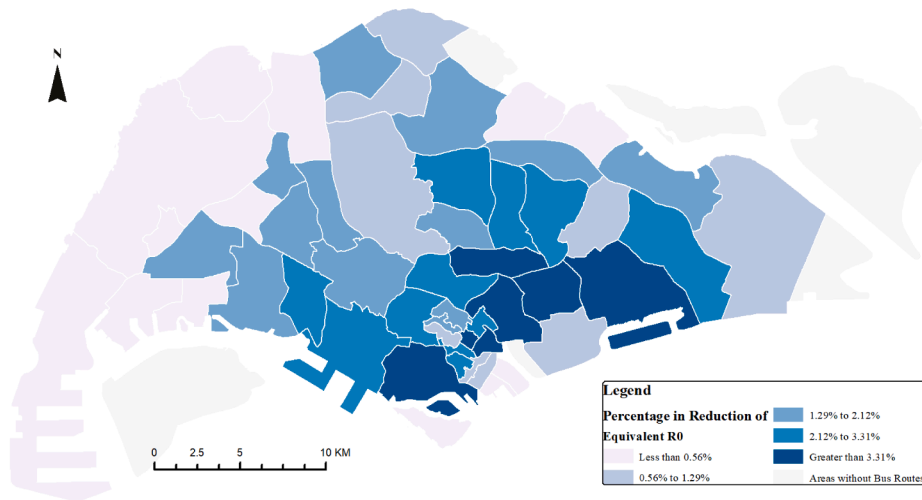 N
0 2.5 5 10 KM
Legend
Percentage in Reduction of
Equivalent R0
Less than 0.56%
0.56% to 1.29%
1.29% to 2.12%
2.12% to 3.31%
Greater than 3.31%
Areas without Bus Routes